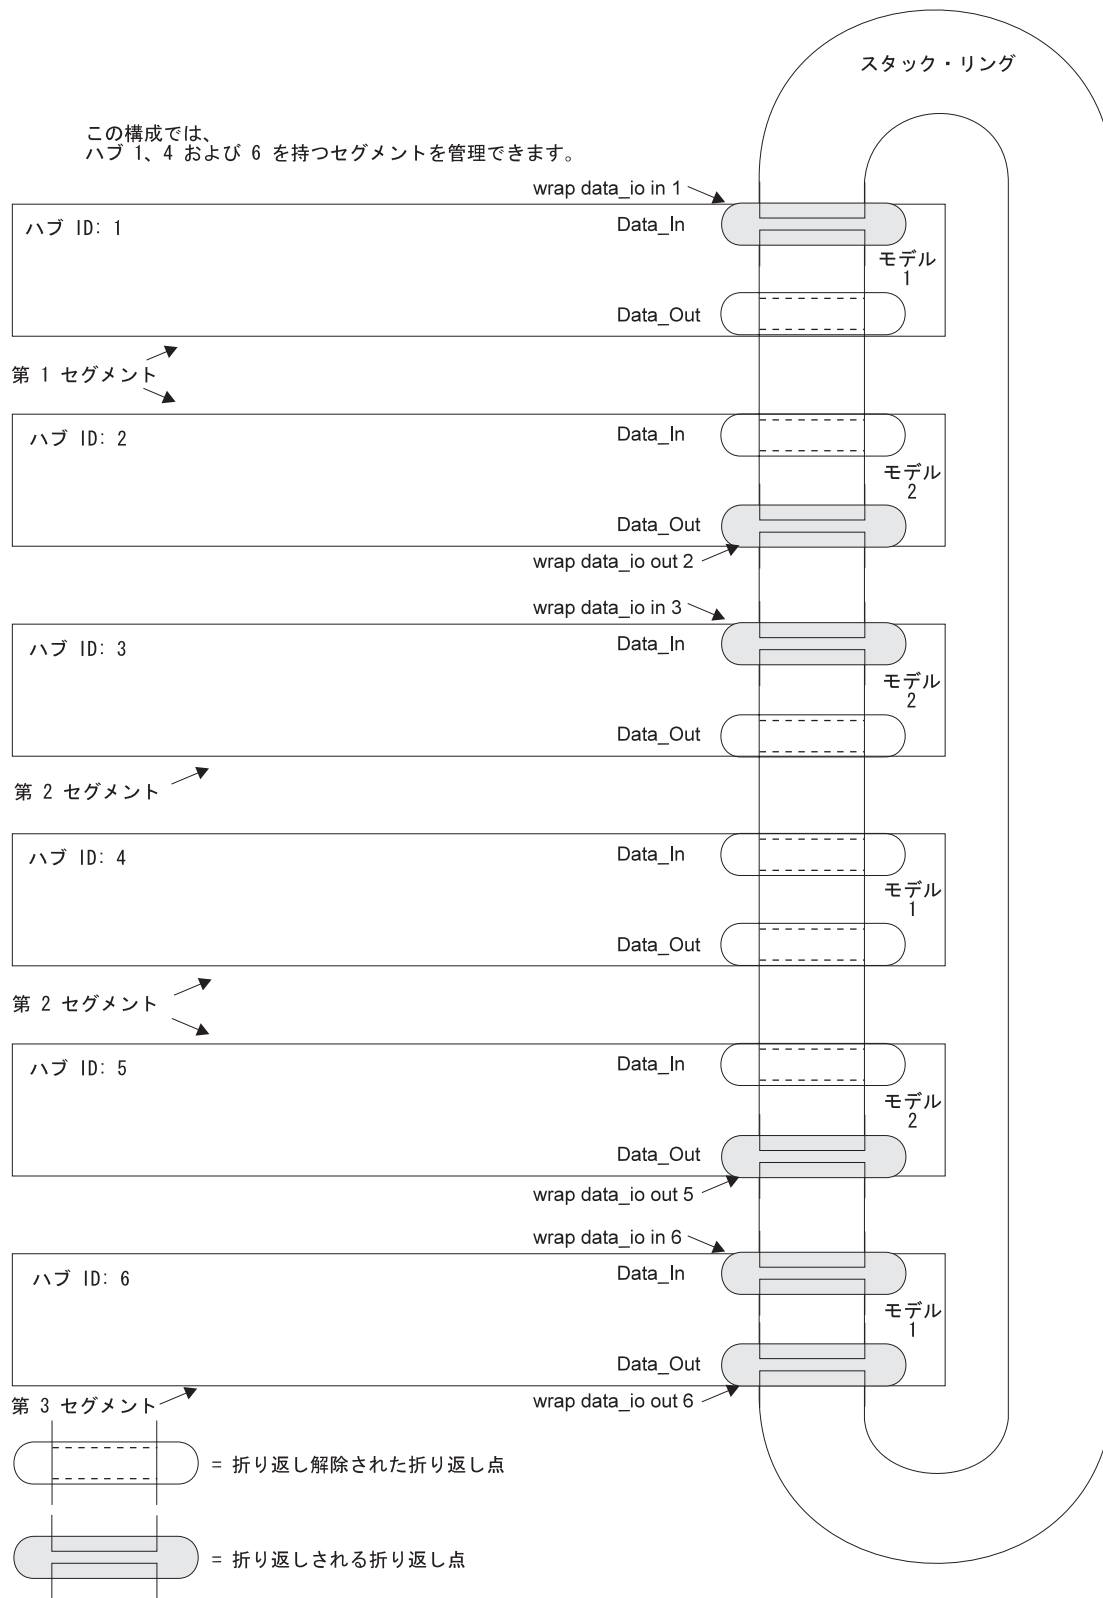 スタック・リング
この構成では、
ハブ 1、4 および 6 を持つセグメントを管理できます。
wrap data_io in 1
ハブ ID: 1
Data_In
モデル
1
Data_Out
第 1 セグメント
ハブ ID: 2
Data_In
モデル
2
Data_Out
wrap data_io out 2
wrap data_io in 3
ハブ ID: 3
Data_In
モデル
2
Data_Out
第 2 セグメント
ハブ ID: 4
Data_In
モデル
1
Data_Out
第 2 セグメント
ハブ ID: 5
Data_In
モデル
2
Data_Out
wrap data_io out 5
wrap data_io in 6
ハブ ID: 6
Data_In
モデル
1
Data_Out
wrap data_io out 6
第 3 セグメント
= 折り返し解除された折り返し点
= 折り返しされる折り返し点